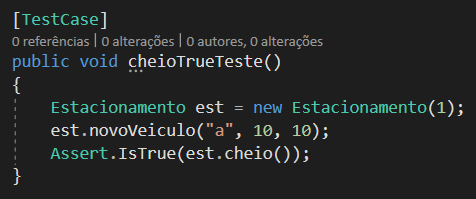 [TestCase]
0 referências | 0 alterações | 0 autores, 0 alterações
public void cheioTrueTeste()
{
Estacionamento est = new Estacionamento(1);
est.novoVeiculo("a", 10, 10);
Assert.IsTrue(est.cheio());
}